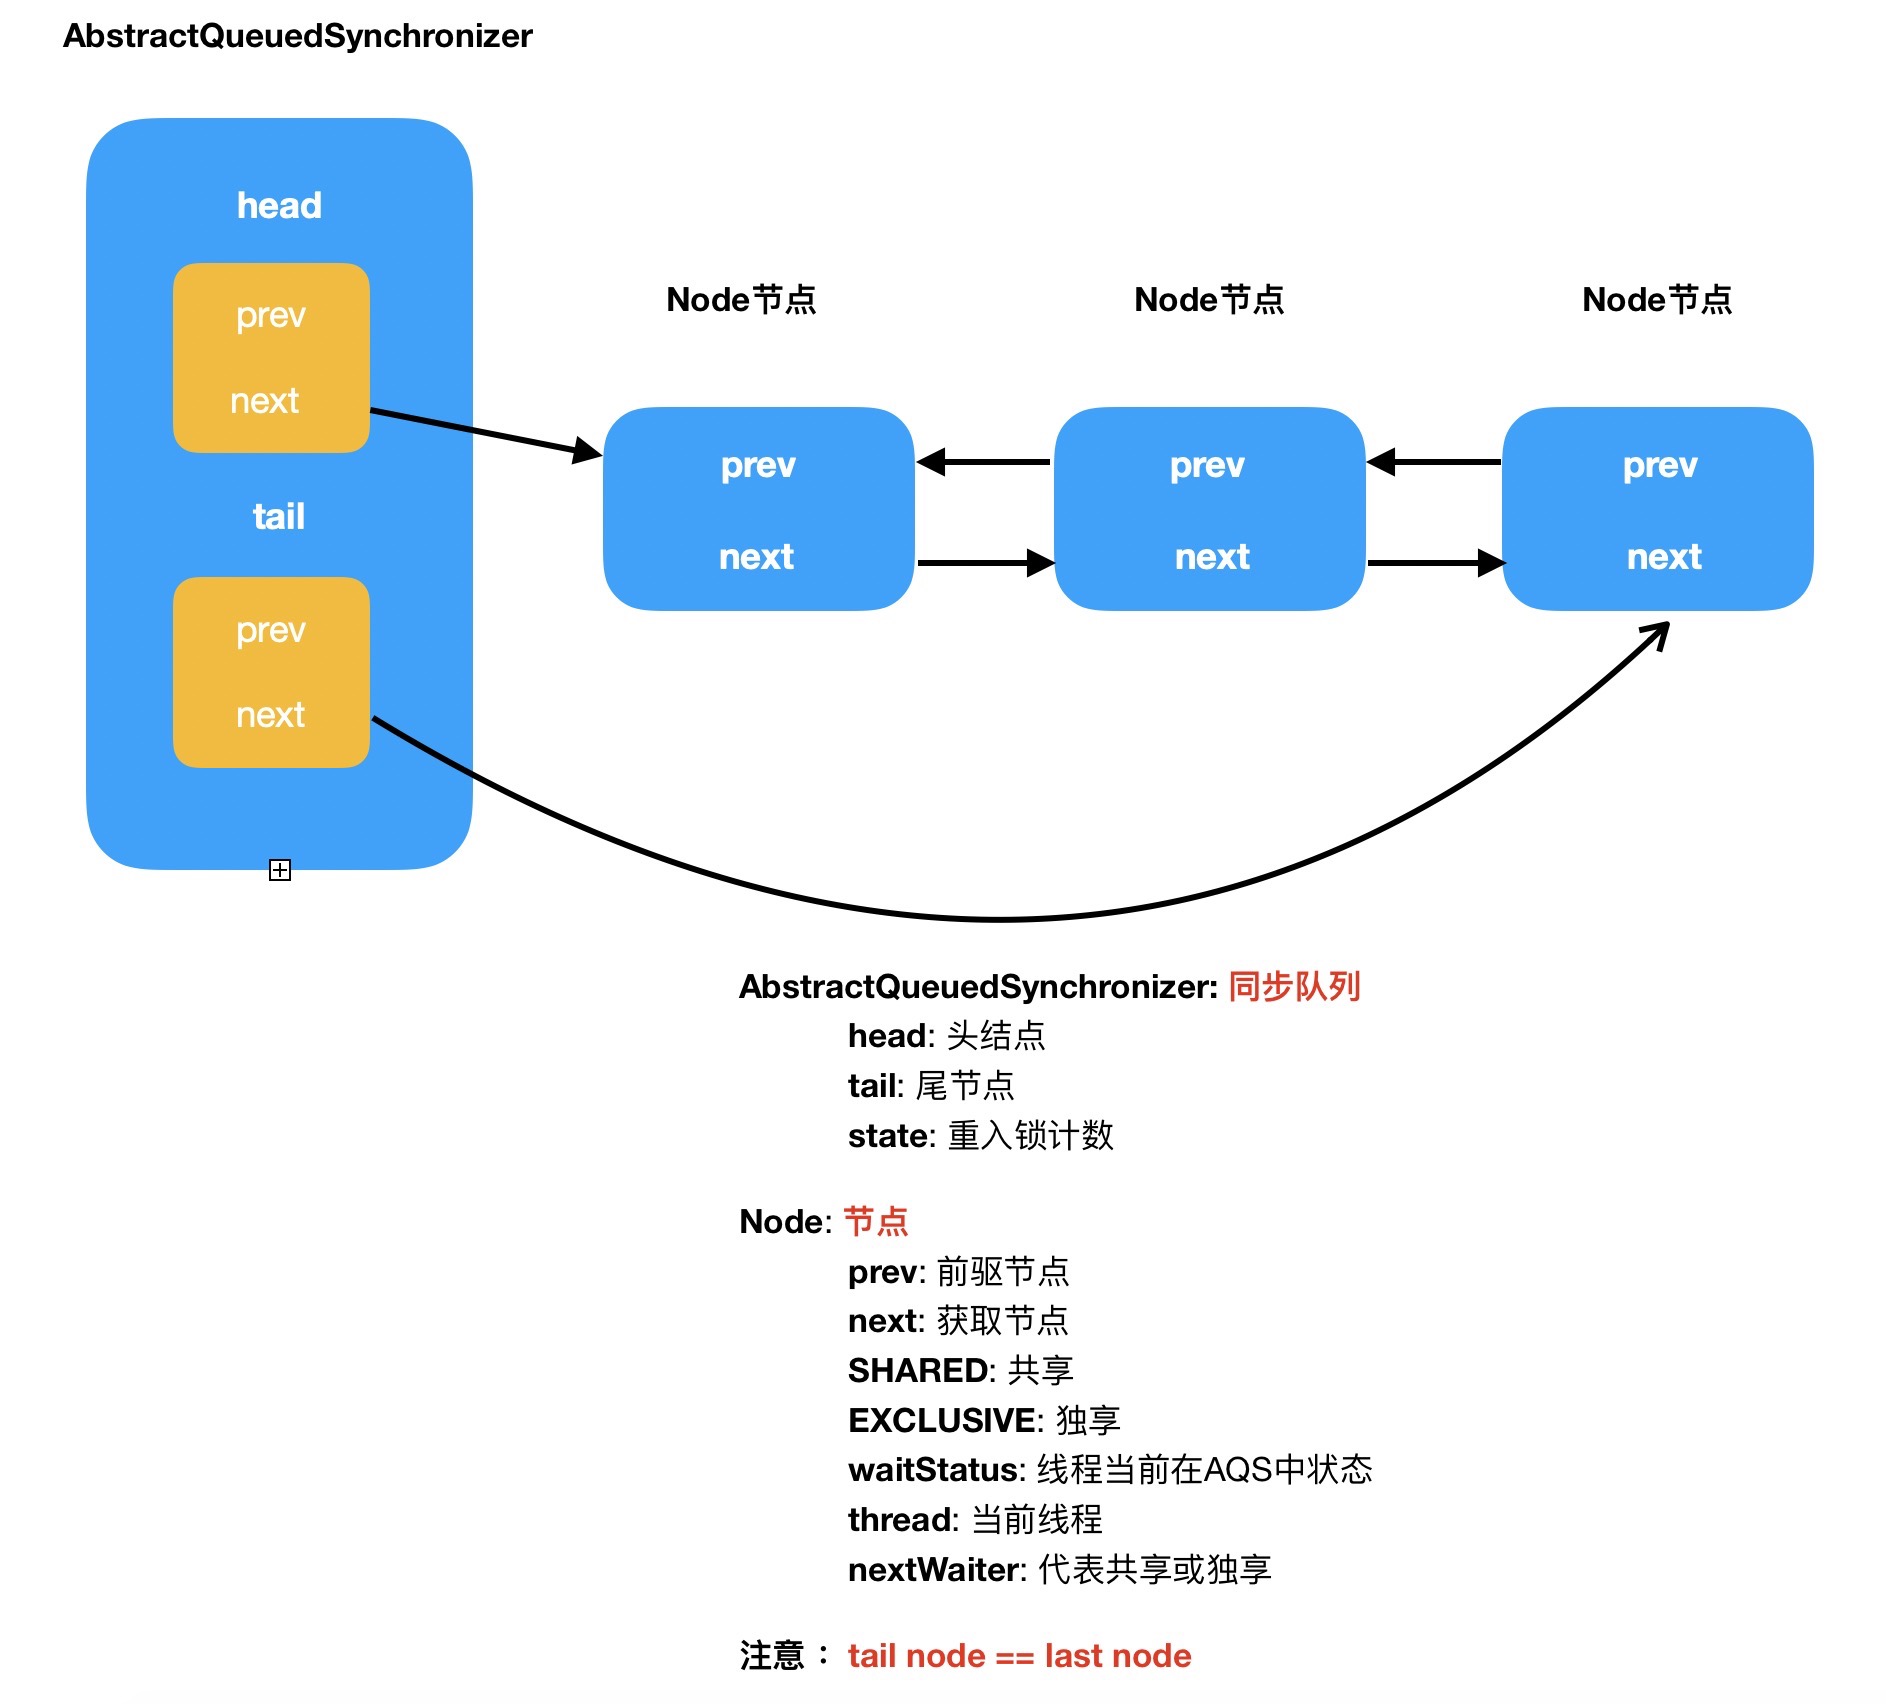 AbstractQueuedSynchronizer
head
prev
next
tail
prev
next
Node节点
Node节点
Node节点
prev
next
prev
next
prev
next
AbstractQueuedSynchronizer: 同步队列
head: 头结点
tail: 尾节点
state: 重入锁计数
Node: 节点
prev: 前驱节点
next: 获取节点
SHARED: 共享
EXCLUSIVE: 独享
waitStatus: 线程当前在AQS中状态
thread: 当前线程
nextWaiter: 代表共享或独享
注意： tail node == last node